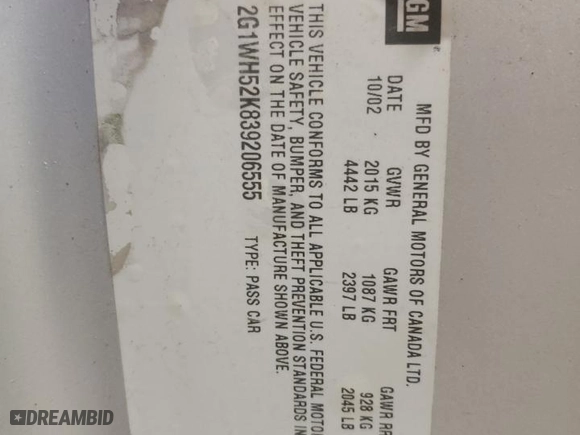 GM
MFD BY GENERAL MOTORS OF CANADA LTD.
DATE GVWR GAWR FRT GAWR RR
10/02 2015 KG 1087 KG 928 KG
4442 LB 2397 LB 2045 LB
THIS VEHICLE CONFORMS TO ALL APPLICABLE U.S. FEDERAL
VEHICLE SAFETY, BUMPER, AND THEFT PREVENTION STANDARDS IN
EFFECT ON THE DATE OF MANUFACTURE SHOWN ABOVE.
2G1WH52K839206555 TYPE: PASS CAR
DREAMBID